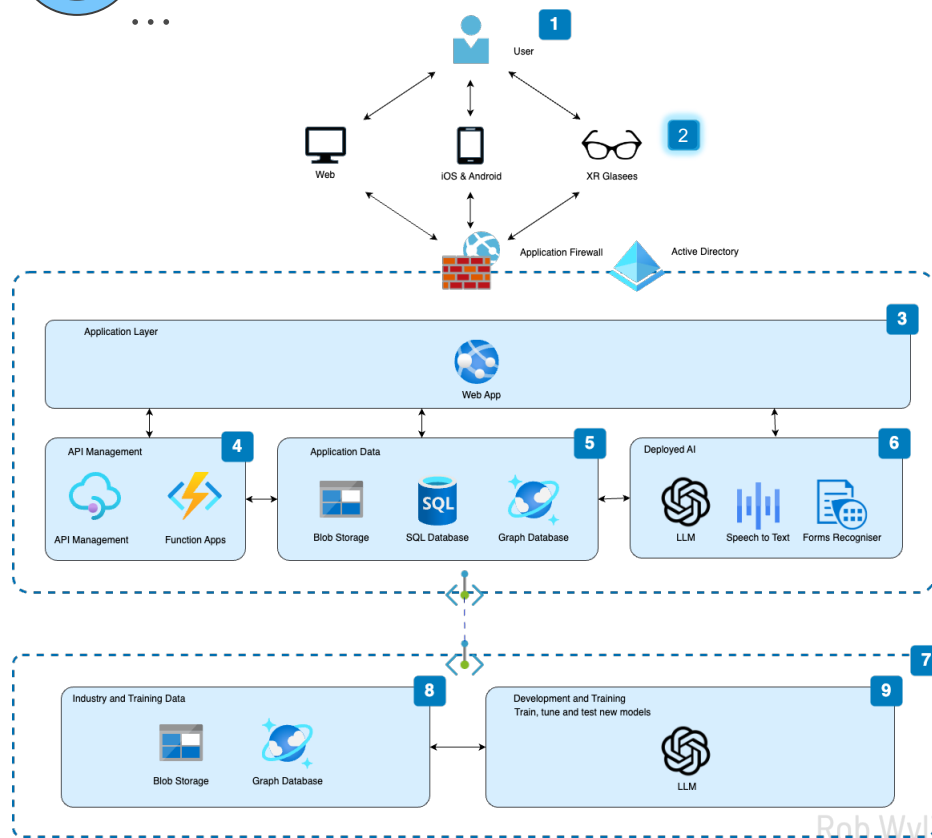 ...
1
User
2
Web
iOS & Android
XR Glasees
Application Firewall
Active Directory
3
Application Layer
Web App
4
API Management
API Management
Function Apps
5
Application Data
SQL
Blob Storage
SQL Database
Graph Database
6
Deployed AI
LLM
Speech to Text
Forms Recogniser
7
8
Industry and Training Data
Blob Storage
Graph Database
9
Development and Training
Train, tune and test new models
LLM
Rob